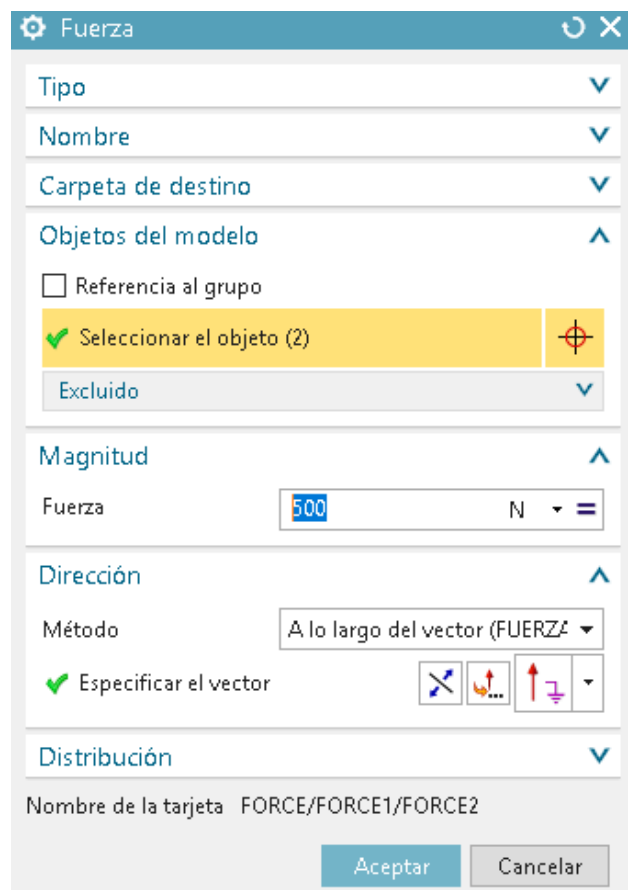 Fuerza
Tipo
Nombre
Carpeta de destino
Objetos del modelo
Referencia al grupo
Seleccionar el objeto (2)
Excluido
Magnitud
Fuerza 500 N
Dirección
Método A lo largo del vector (FUERZA
Especificar el vector
Distribución
Nombre de la tarjeta FORCE/FORCE1/FORCE2
Aceptar Cancelar